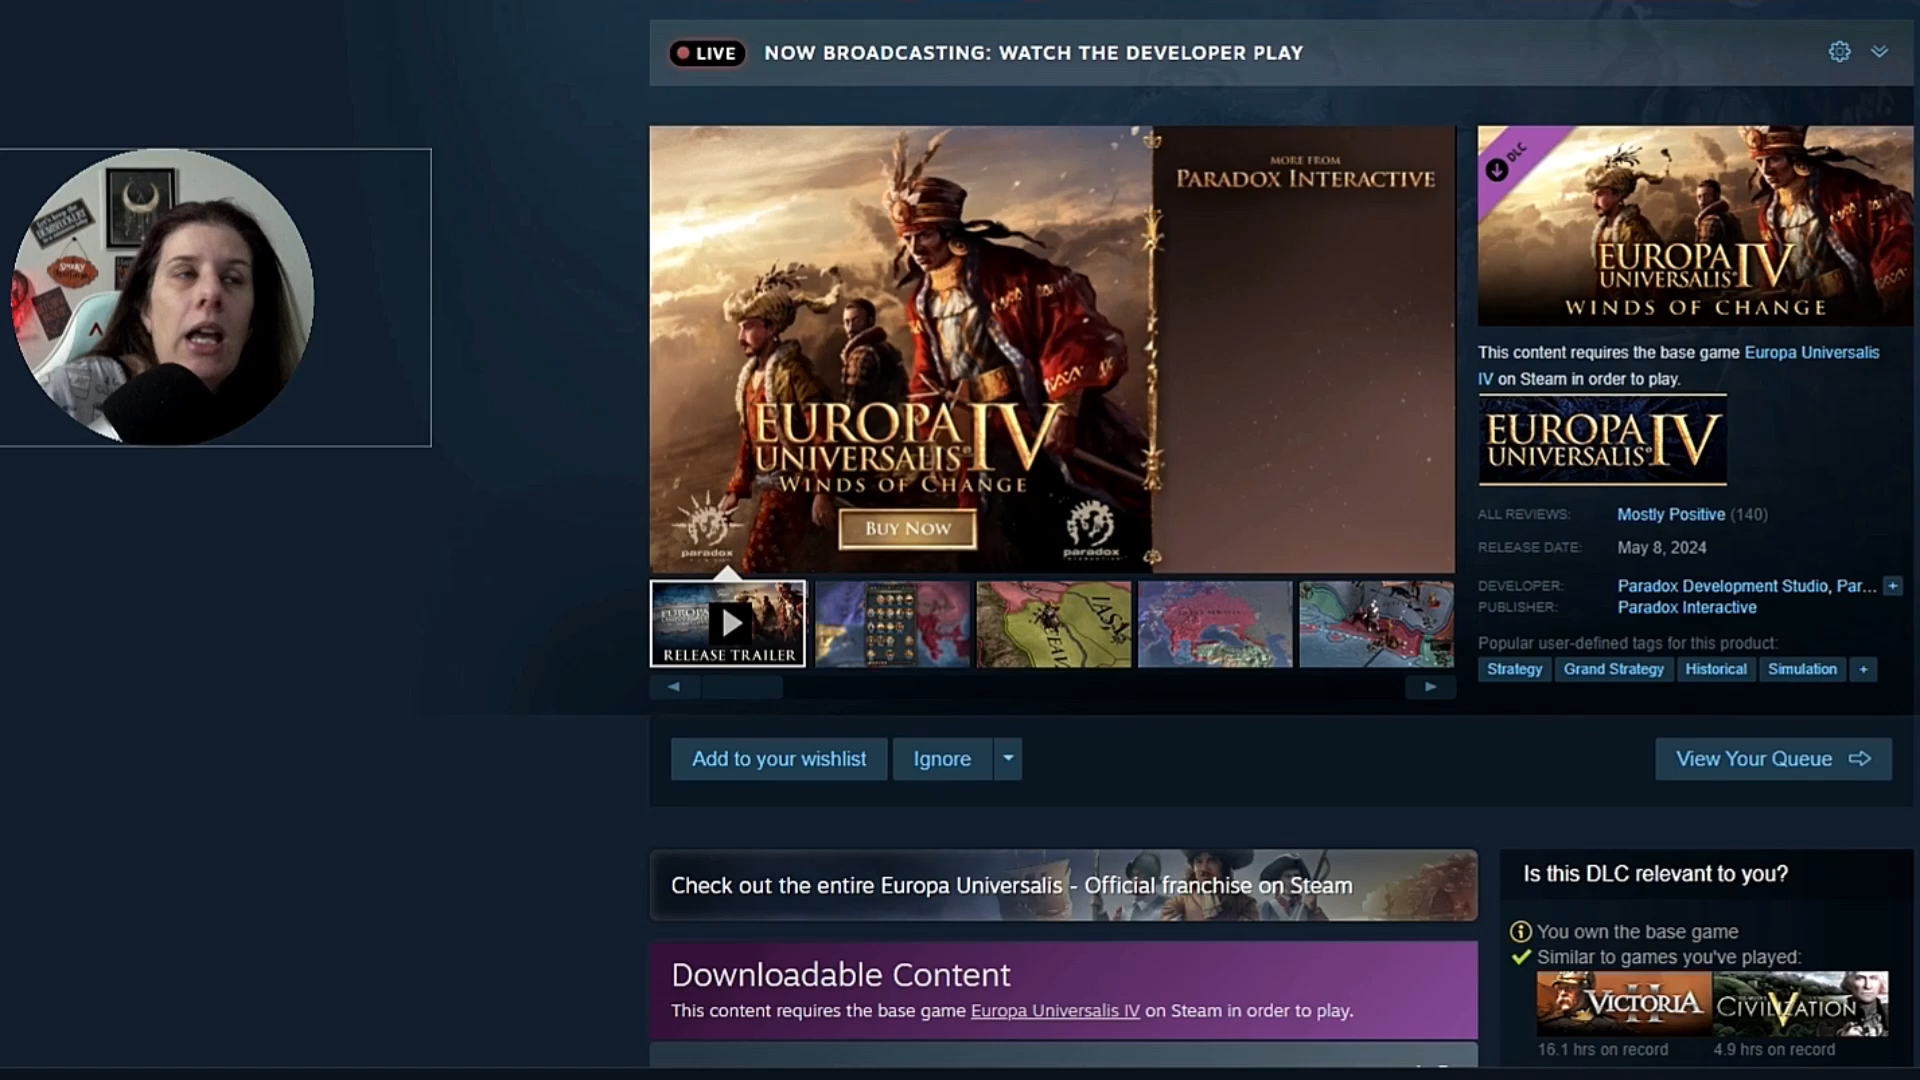 LIVE NOW BROADCASTING: WATCH THE DEVELOPER PLAY
MORE FROM
PARADOX INTERACTIVE
EUROPA
UNIVERSALIS IV
WINDS OF CHANGE
BUY NOW
paradox
paradox
RELEASE TRAILER
DLC
EUROPA
UNIVERSALIS IV
WINDS OF CHANGE
This content requires the base game Europa Universalis
IV on Steam in order to play.
EUROPA
UNIVERSALIS IV
ALL REVIEWS: Mostly Positive (140)
RELEASE DATE: May 8, 2024
DEVELOPER: Paradox Development Studio, Par... +
PUBLISHER: Paradox Interactive
Popular user-defined tags for this product:
Strategy Grand Strategy Historical Simulation +
Add to your wishlist Ignore View Your Queue
Check out the entire Europa Universalis - Official franchise on Steam
Downloadable Content
This content requires the base game Europa Universalis IV on Steam in order to play.
Is this DLC relevant to you?
You own the base game
Similar to games you've played:
VICTORIA II CIVILIZATION V
16.1 hrs on record 4.9 hrs on record